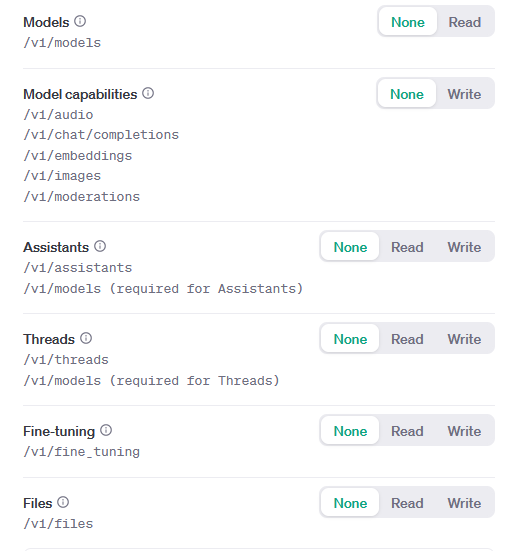 Models
None Read
/v1/models
Model capabilities
None Write
/v1/audio
/v1/chat/completions
/v1/embeddings
/v1/images
/v1/moderations
Assistants
None Read Write
/v1/assistants
/v1/models (required for Assistants)
Threads
None Read Write
/v1/threads
/v1/models (required for Threads)
Fine-tuning
None Read Write
/v1/fine_tuning
Files
None Read Write
/v1/files